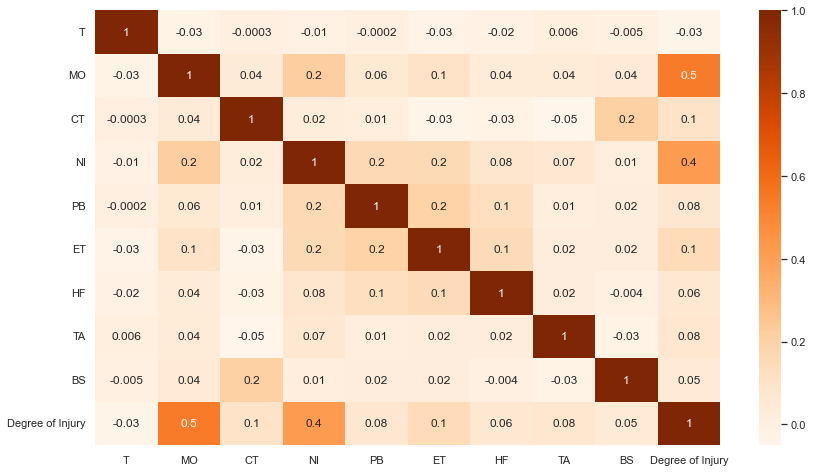 T 1 -0.03 -0.0003 -0.01 -0.0002 -0.03 -0.02 0.006 -0.005 -0.03
MO -0.03 1 0.04 0.2 0.06 0.1 0.04 0.04 0.04 0.5
CT -0.0003 0.04 1 0.02 0.01 -0.03 -0.03 -0.05 0.2 0.1
NI -0.01 0.2 0.02 1 0.2 0.2 0.08 0.07 0.01 0.4
PB -0.0002 0.06 0.01 0.2 1 0.2 0.1 0.01 0.02 0.08
ET -0.03 0.1 -0.03 0.2 0.2 1 0.1 0.02 0.02 0.1
HF -0.02 0.04 -0.03 0.08 0.1 0.1 1 0.02 -0.004 0.06
TA 0.006 0.04 -0.05 0.07 0.01 0.02 0.02 1 -0.03 0.08
BS -0.005 0.04 0.2 0.01 0.02 0.02 -0.004 -0.03 1 0.05
Degree of Injury -0.03 0.5 0.1 0.4 0.08 0.1 0.06 0.08 0.05 1
T MO CT NI PB ET HF TA BS Degree of Injury
1.0
0.8
0.6
0.4
0.2
0.0